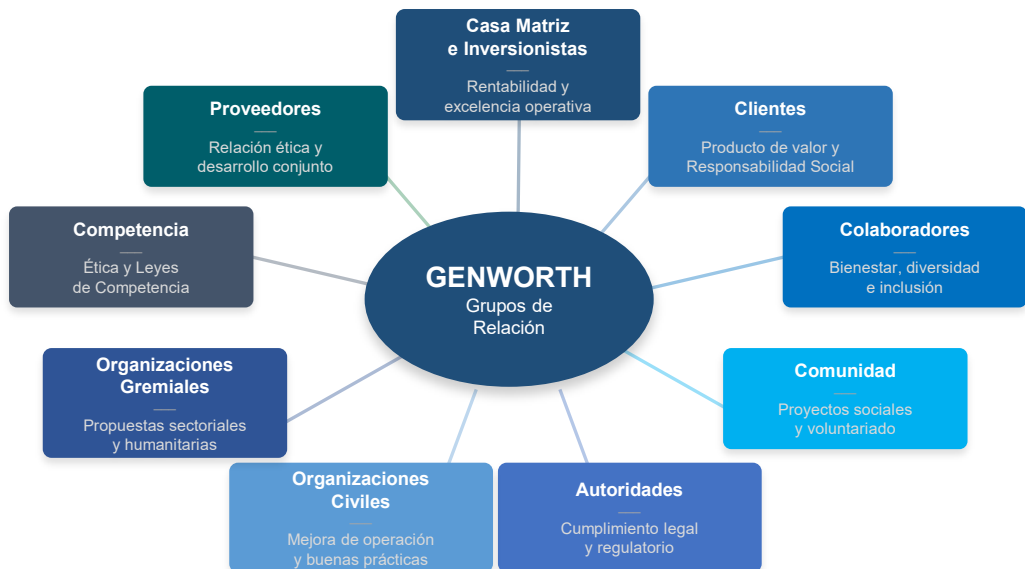 Casa Matriz
e Inversionistas
Rentabilidad y
excelencia operativa
Proveedores
Relación ética y
desarrollo conjunto
Clientes
Producto de valor y
Responsabilidad Social
Competencia
Ética y Leyes
de Competencia
GENWORTH
Grupos de
Relación
Colaboradores
Bienestar, diversidad
e inclusión
Organizaciones
Gremiales
Propuestas sectoriales
y humanitarias
Comunidad
Proyectos sociales
y voluntariado
Organizaciones
Civiles
Mejora de operación
y buenas prácticas
Autoridades
Cumplimiento legal
y regulatorio